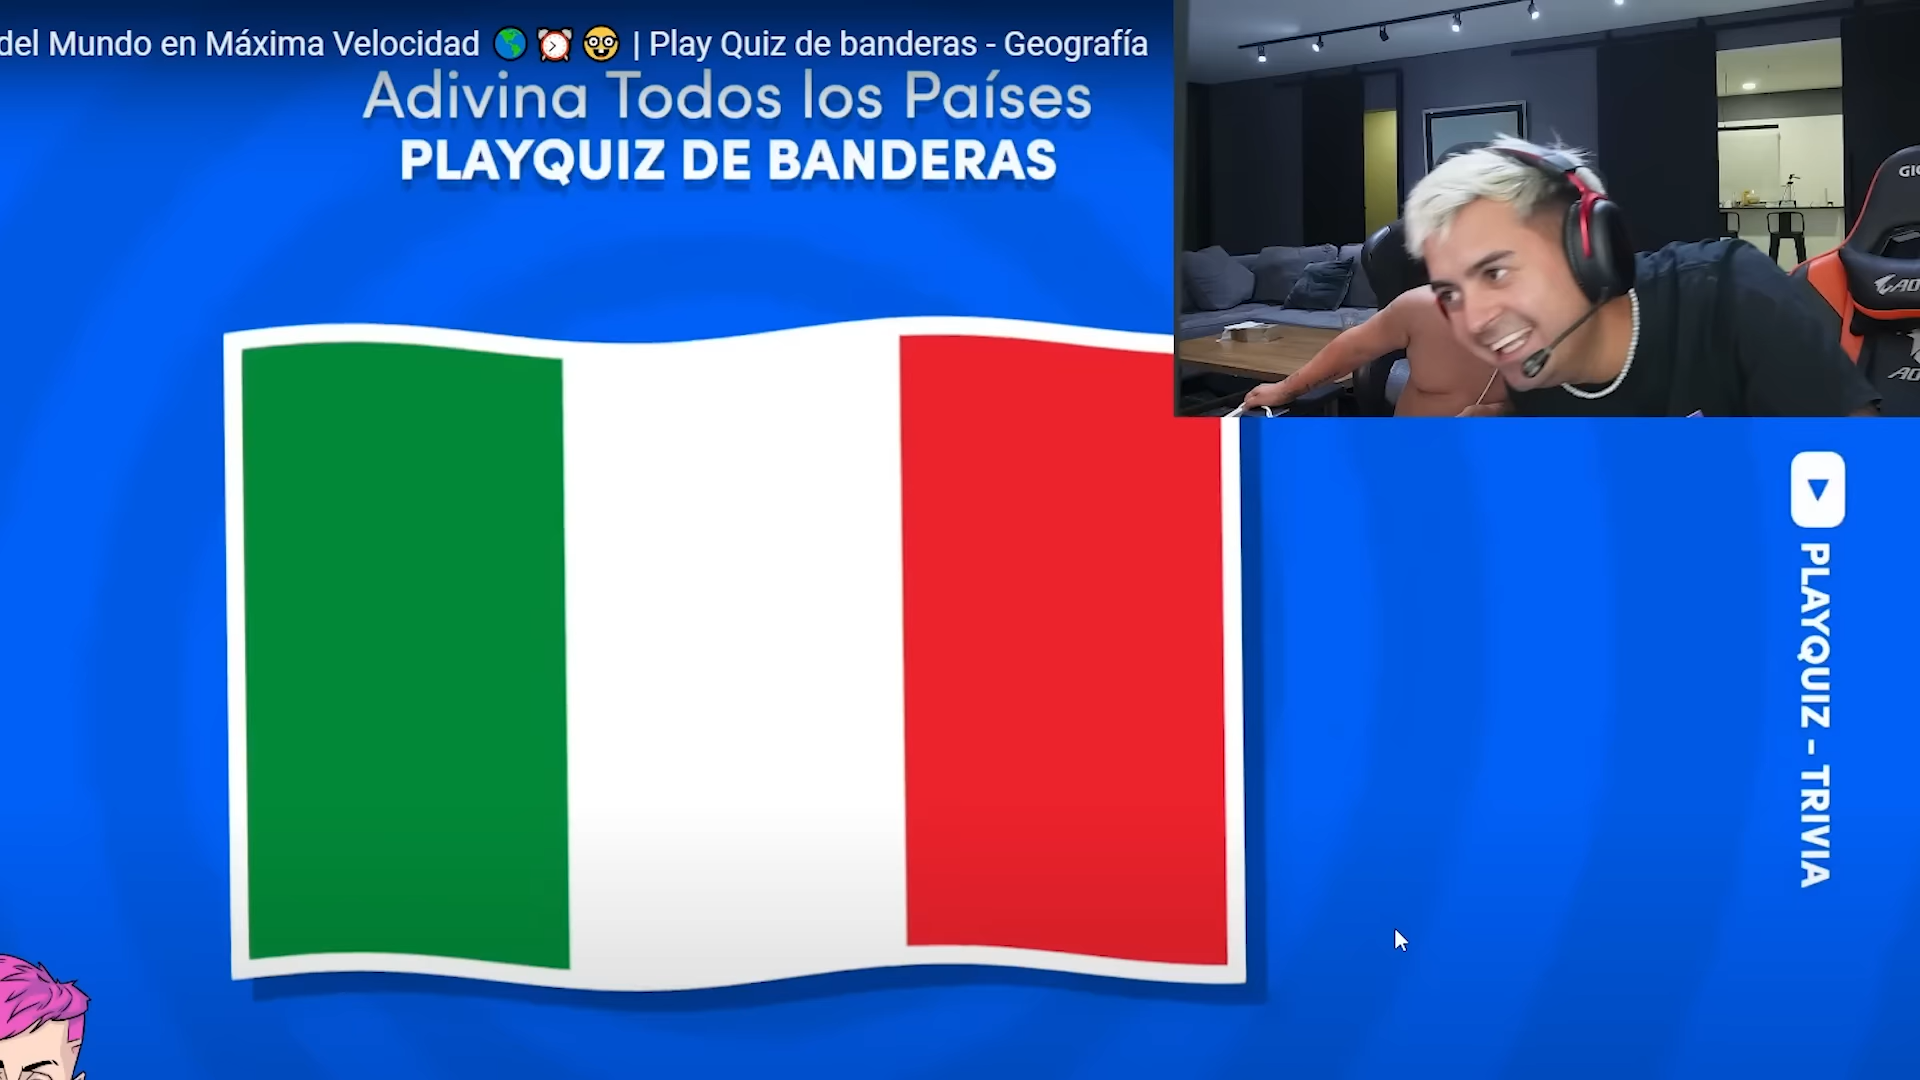 del Mundo en Máxima Velocidad 🌎⏰🤓 | Play Quiz de banderas - Geografía
Adivina Todos los Países
PLAYQUIZ DE BANDERAS
PLAYQUIZ - TRIVIA